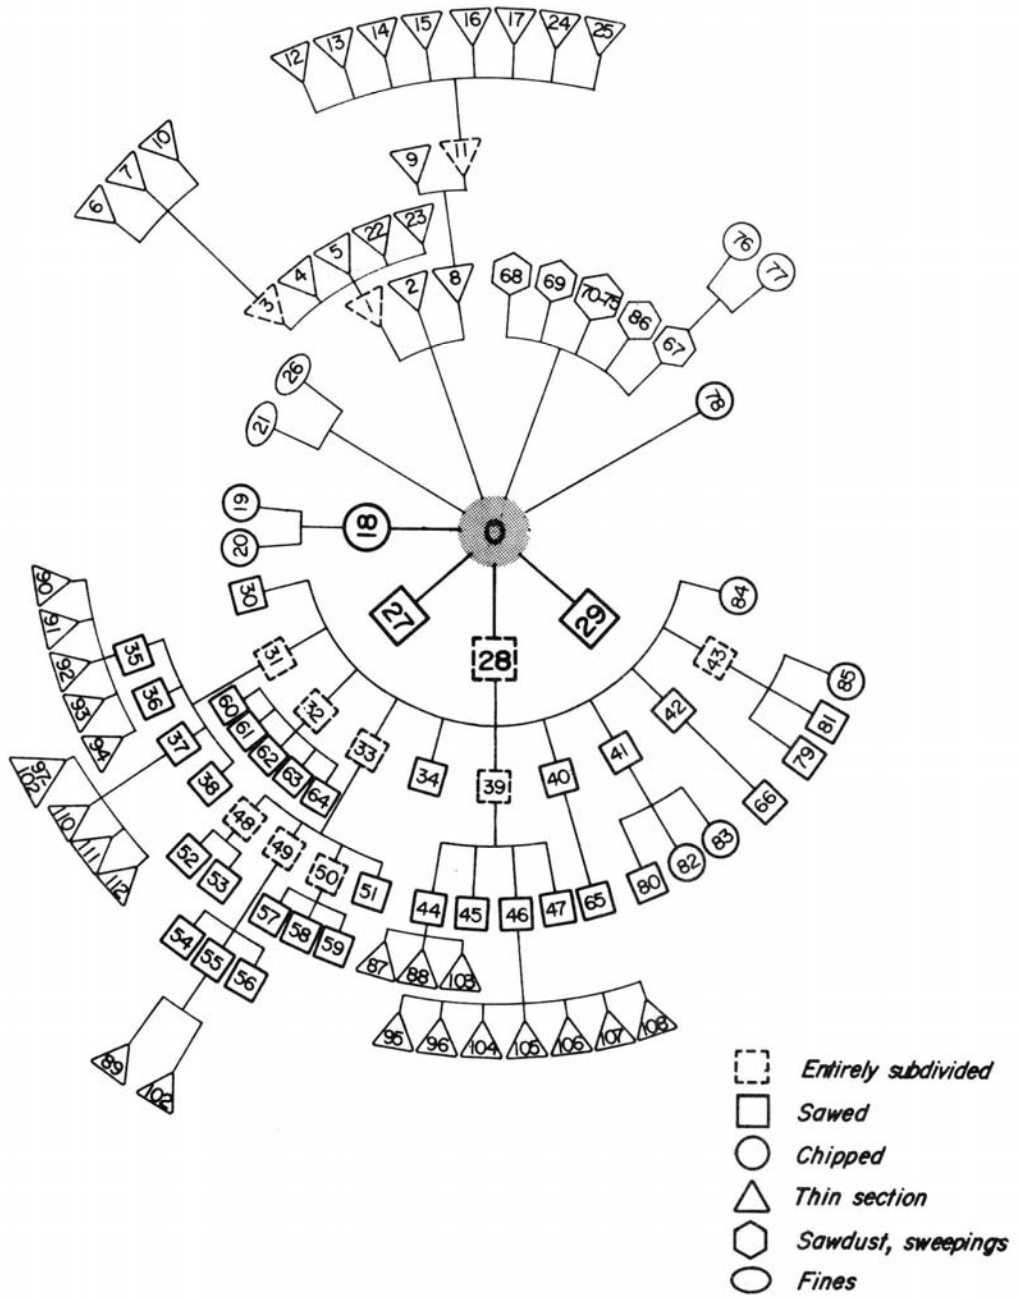 12 13 14 15 16 17 24 25
9 11
6 7 10
3 4 5 22 23
1 2 8
68 69 70-75 86 67
76 77
26
21
78
19
20
18
0
27 28 29
30 31 32 33 34 39 40 41 42 43 84
90 91 92 93 94
35 36 37 38
60 61 62 63 64
97-102 110 111 112
48 49 50 51
52 53
54 55 56
57 58 59
44 45 46 47 65
80 82 83
66
85 81 79
87 88 103
89 102
95 96 104 105 106 107 108
Entirely subdivided
Sawed
Chipped
Thin section
Sawdust, sweepings
Fines